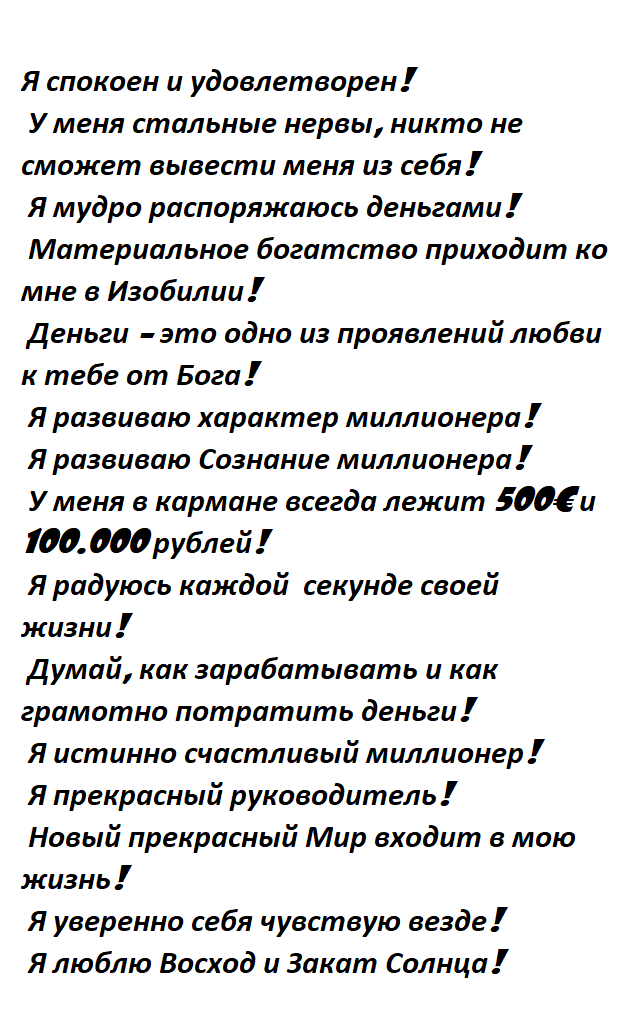 Я спокоен и удовлетворен!
У меня стальные нервы, никто не
сможет вывести меня из себя!
Я мудро распоряжаюсь деньгами!
Материальное богатство приходит ко
мне в Изобилии!
Деньги – это одно из проявлений любви
к тебе от Бога!
Я развиваю характер миллионера!
Я развиваю Сознание миллионера!
У меня в кармане всегда лежит 500€ и
100.000 рублей!
Я радуюсь каждой секунде своей
жизни!
Думай, как зарабатывать и как
грамотно потратить деньги!
Я истинно счастливый миллионер!
Я прекрасный руководитель!
Новый прекрасный Мир входит в мою
жизнь!
Я уверенно себя чувствую везде!
Я люблю Восход и Закат Солнца!